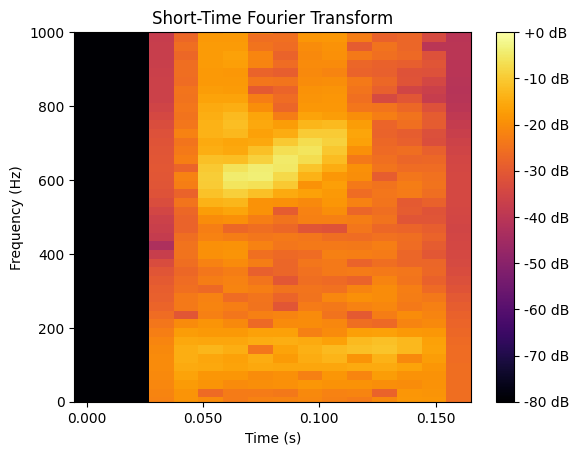 Short-Time Fourier Transform
Frequency (Hz)
1000
800
600
400
200
0
0.000
0.050
0.100
0.150
Time (s)
+0 dB
-10 dB
-20 dB
-30 dB
-40 dB
-50 dB
-60 dB
-70 dB
-80 dB